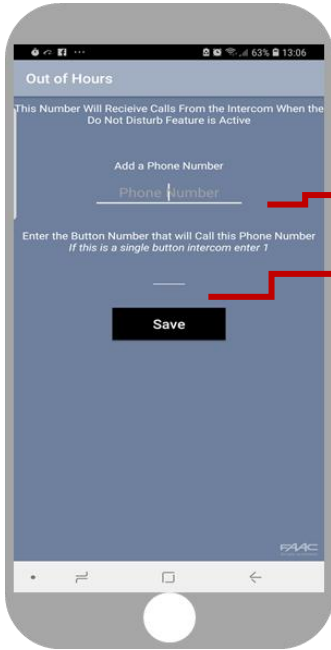 63% 13:06
Out of Hours
This Number Will Recieive Calls From the Intercom When the
Do Not Disturb Feature is Active
Add a Phone Number
Phone Number
Enter the Button Number that will Call this Phone Number
If this is a single button intercom enter 1
Save
FAAC